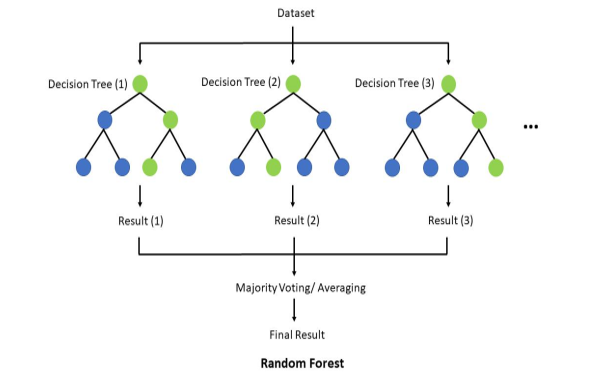 Dataset
Decision Tree (1)
Decision Tree (2)
Decision Tree (3)
...
Result (1)
Result (2)
Result (3)
Majority Voting/ Averaging
Final Result
Random Forest